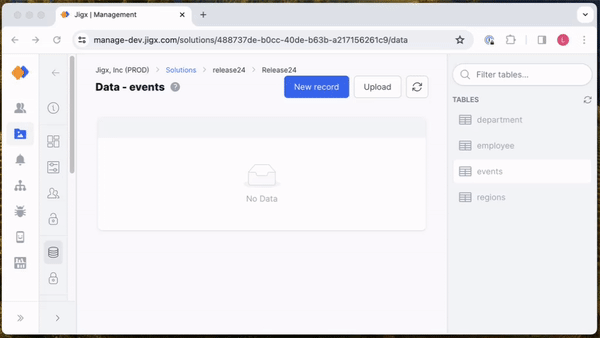 Jigx | Management
manage-dev.jigx.com/solutions/488737de-b0cc-40de-b63b-a217156261c9/data
L
Jigx, Inc (PROD) > Solutions > release24 > Release24
Data - events ?
New record
Upload
No Data
Filter tables...
TABLES
department
employee
events
regions